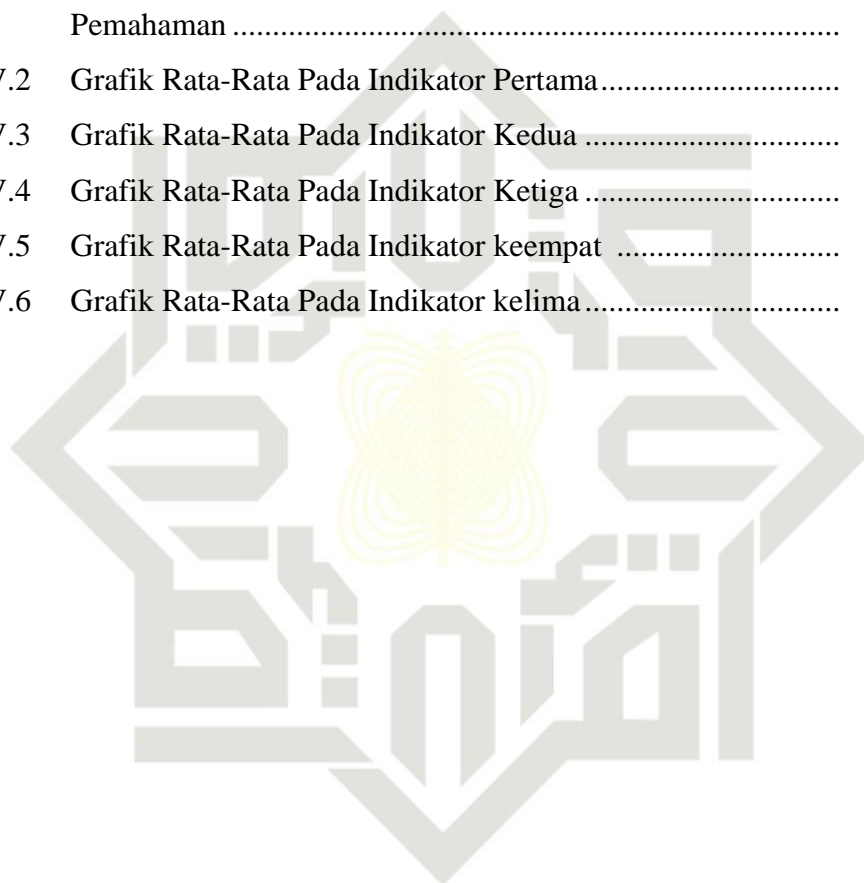 Pemahaman ....................................................................
V.2 Grafik Rata-Rata Pada Indikator Pertama ...........................
V.3 Grafik Rata-Rata Pada Indikator Kedua .............................
V.4 Grafik Rata-Rata Pada Indikator Ketiga .............................
V.5 Grafik Rata-Rata Pada Indikator keempat .........................
V.6 Grafik Rata-Rata Pada Indikator kelima .............................